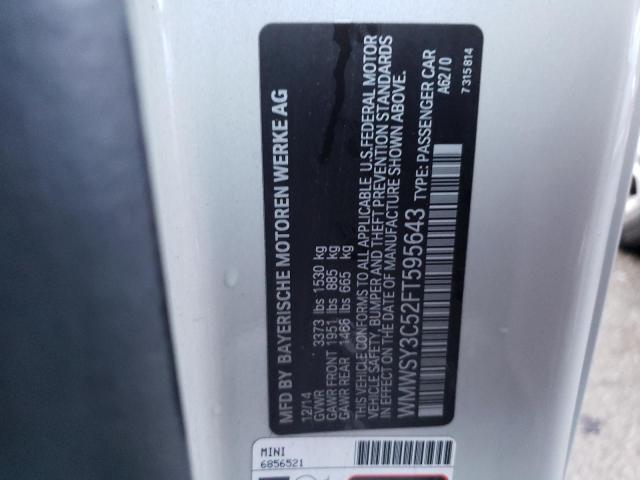 MFD BY BAYERISCHE MOTOREN WERKE AG
12/14
GVWR 3373 lbs 1530 kg
GAWR FRONT 1951 lbs 885 kg
GAWR REAR 1466 lbs 665 kg
THIS VEHICLE CONFORMS TO ALL APPLICABLE U.S.FEDERAL MOTOR
VEHICLE SAFETY, BUMPER AND THEFT PREVENTION STANDARDS
IN EFFECT ON THE DATE OF MANUFACTURE SHOWN ABOVE.
WMWSY3C52FT595643 TYPE: PASSENGER CAR
A62/0
7315814
MINI
6856521